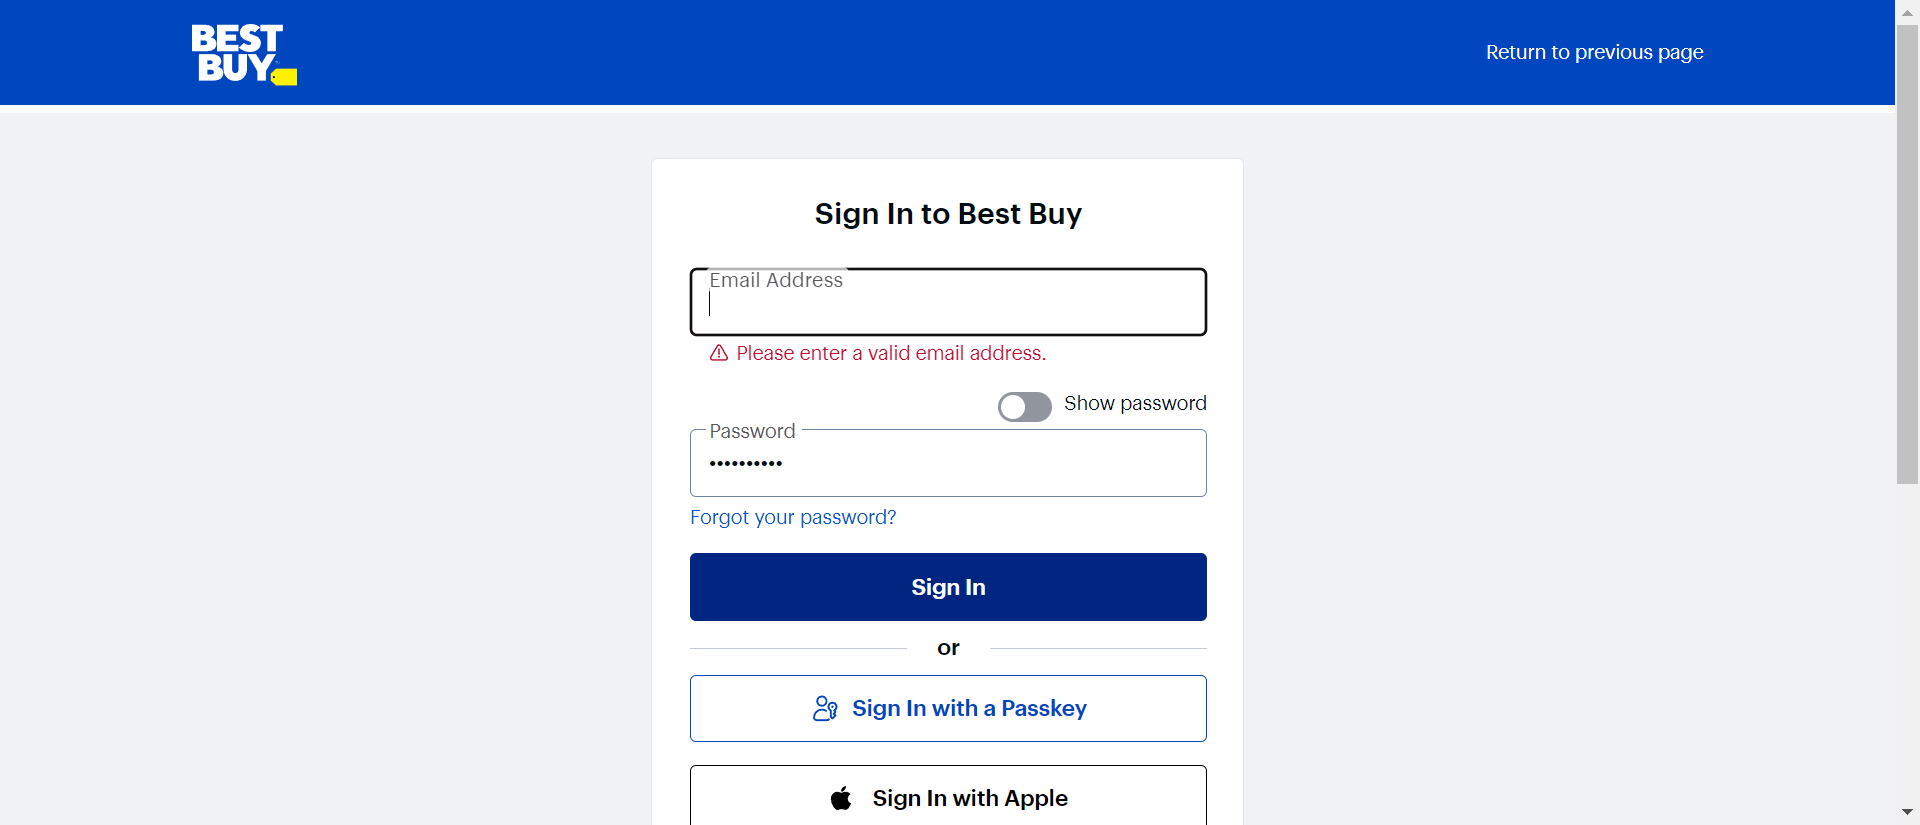 BEST
BUY
Return to previous page
Sign In to Best Buy
Email Address
Please enter a valid email address.
Show password
Password
••••••••••
Forgot your password?
Sign In
or
Sign In with a Passkey
Sign In with Apple